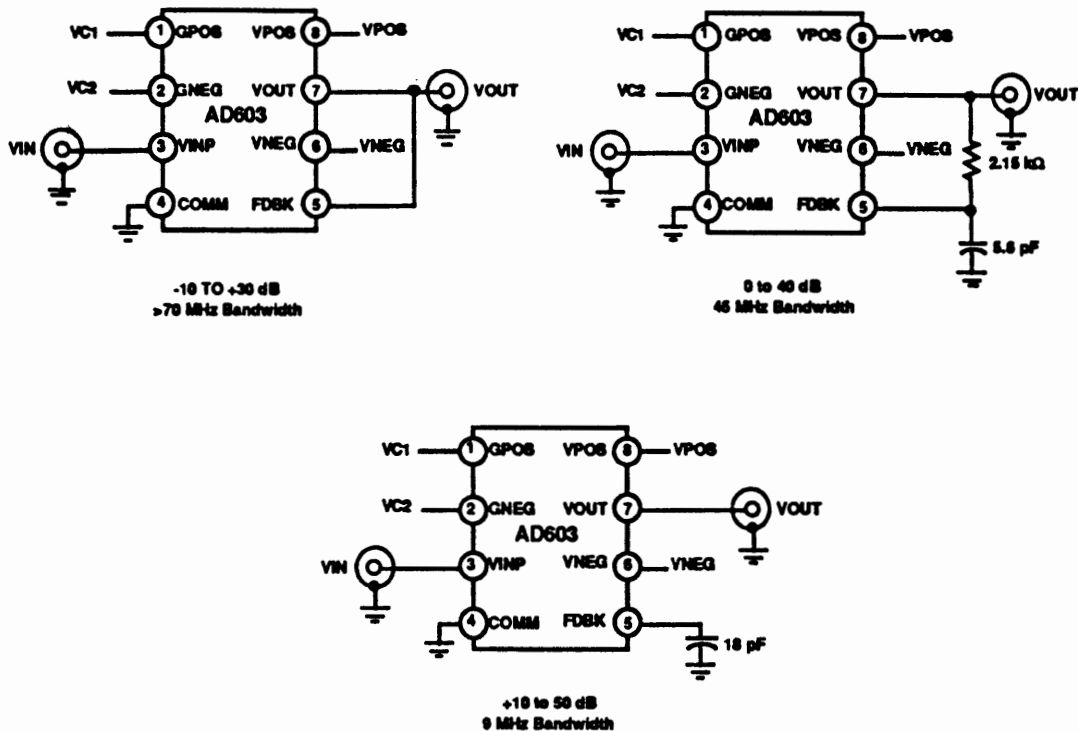 VC1 1 GPOS VPOS 8 VPOS
VC2 2 GNEG VOUT 7 VOUT
AD603
VIN 3 VINP VNEG 6 VNEG
4 COMM FDBK 5
-10 TO +30 dB
>70 MHz Bandwidth
VC1 1 GPOS VPOS 8 VPOS
VC2 2 GNEG VOUT 7 VOUT
AD603
VIN 3 VINP VNEG 6 VNEG
2.15 kΩ
4 COMM FDBK 5
5.6 pF
0 to 40 dB
45 MHz Bandwidth
VC1 1 GPOS VPOS 8 VPOS
VC2 2 GNEG VOUT 7 VOUT
AD603
VIN 3 VINP VNEG 6 VNEG
4 COMM FDBK 5
18 pF
+10 to 50 dB
9 MHz Bandwidth